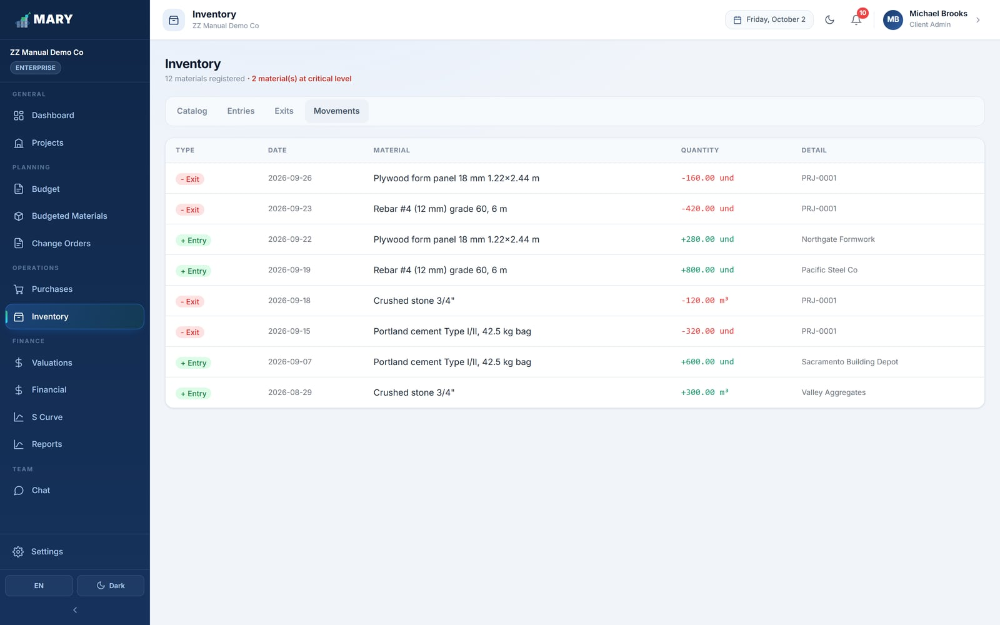 MARY
ZZ Manual Demo Co
ENTERPRISE
GENERAL
Dashboard
Projects
PLANNING
Budget
Budgeted Materials
Change Orders
OPERATIONS
Purchases
Inventory
FINANCE
Valuations
Financial
S Curve
Reports
TEAM
Chat
Settings
EN Dark
Inventory
ZZ Manual Demo Co
Friday, October 2
10
MB
Michael Brooks
Client Admin
Inventory
12 materials registered · 2 material(s) at critical level
Catalog Entries Exits Movements
TYPE DATE MATERIAL QUANTITY DETAIL
- Exit 2026-09-26 Plywood form panel 18 mm 1.22×2.44 m -160.00 und PRJ-0001
- Exit 2026-09-23 Rebar #4 (12 mm) grade 60, 6 m -420.00 und PRJ-0001
+ Entry 2026-09-22 Plywood form panel 18 mm 1.22×2.44 m +280.00 und Northgate Formwork
+ Entry 2026-09-19 Rebar #4 (12 mm) grade 60, 6 m +800.00 und Pacific Steel Co
- Exit 2026-09-18 Crushed stone 3/4" -120.00 m³ PRJ-0001
- Exit 2026-09-15 Portland cement Type I/II, 42.5 kg bag -320.00 und PRJ-0001
+ Entry 2026-09-07 Portland cement Type I/II, 42.5 kg bag +600.00 und Sacramento Building Depot
+ Entry 2026-08-29 Crushed stone 3/4" +300.00 m³ Valley Aggregates